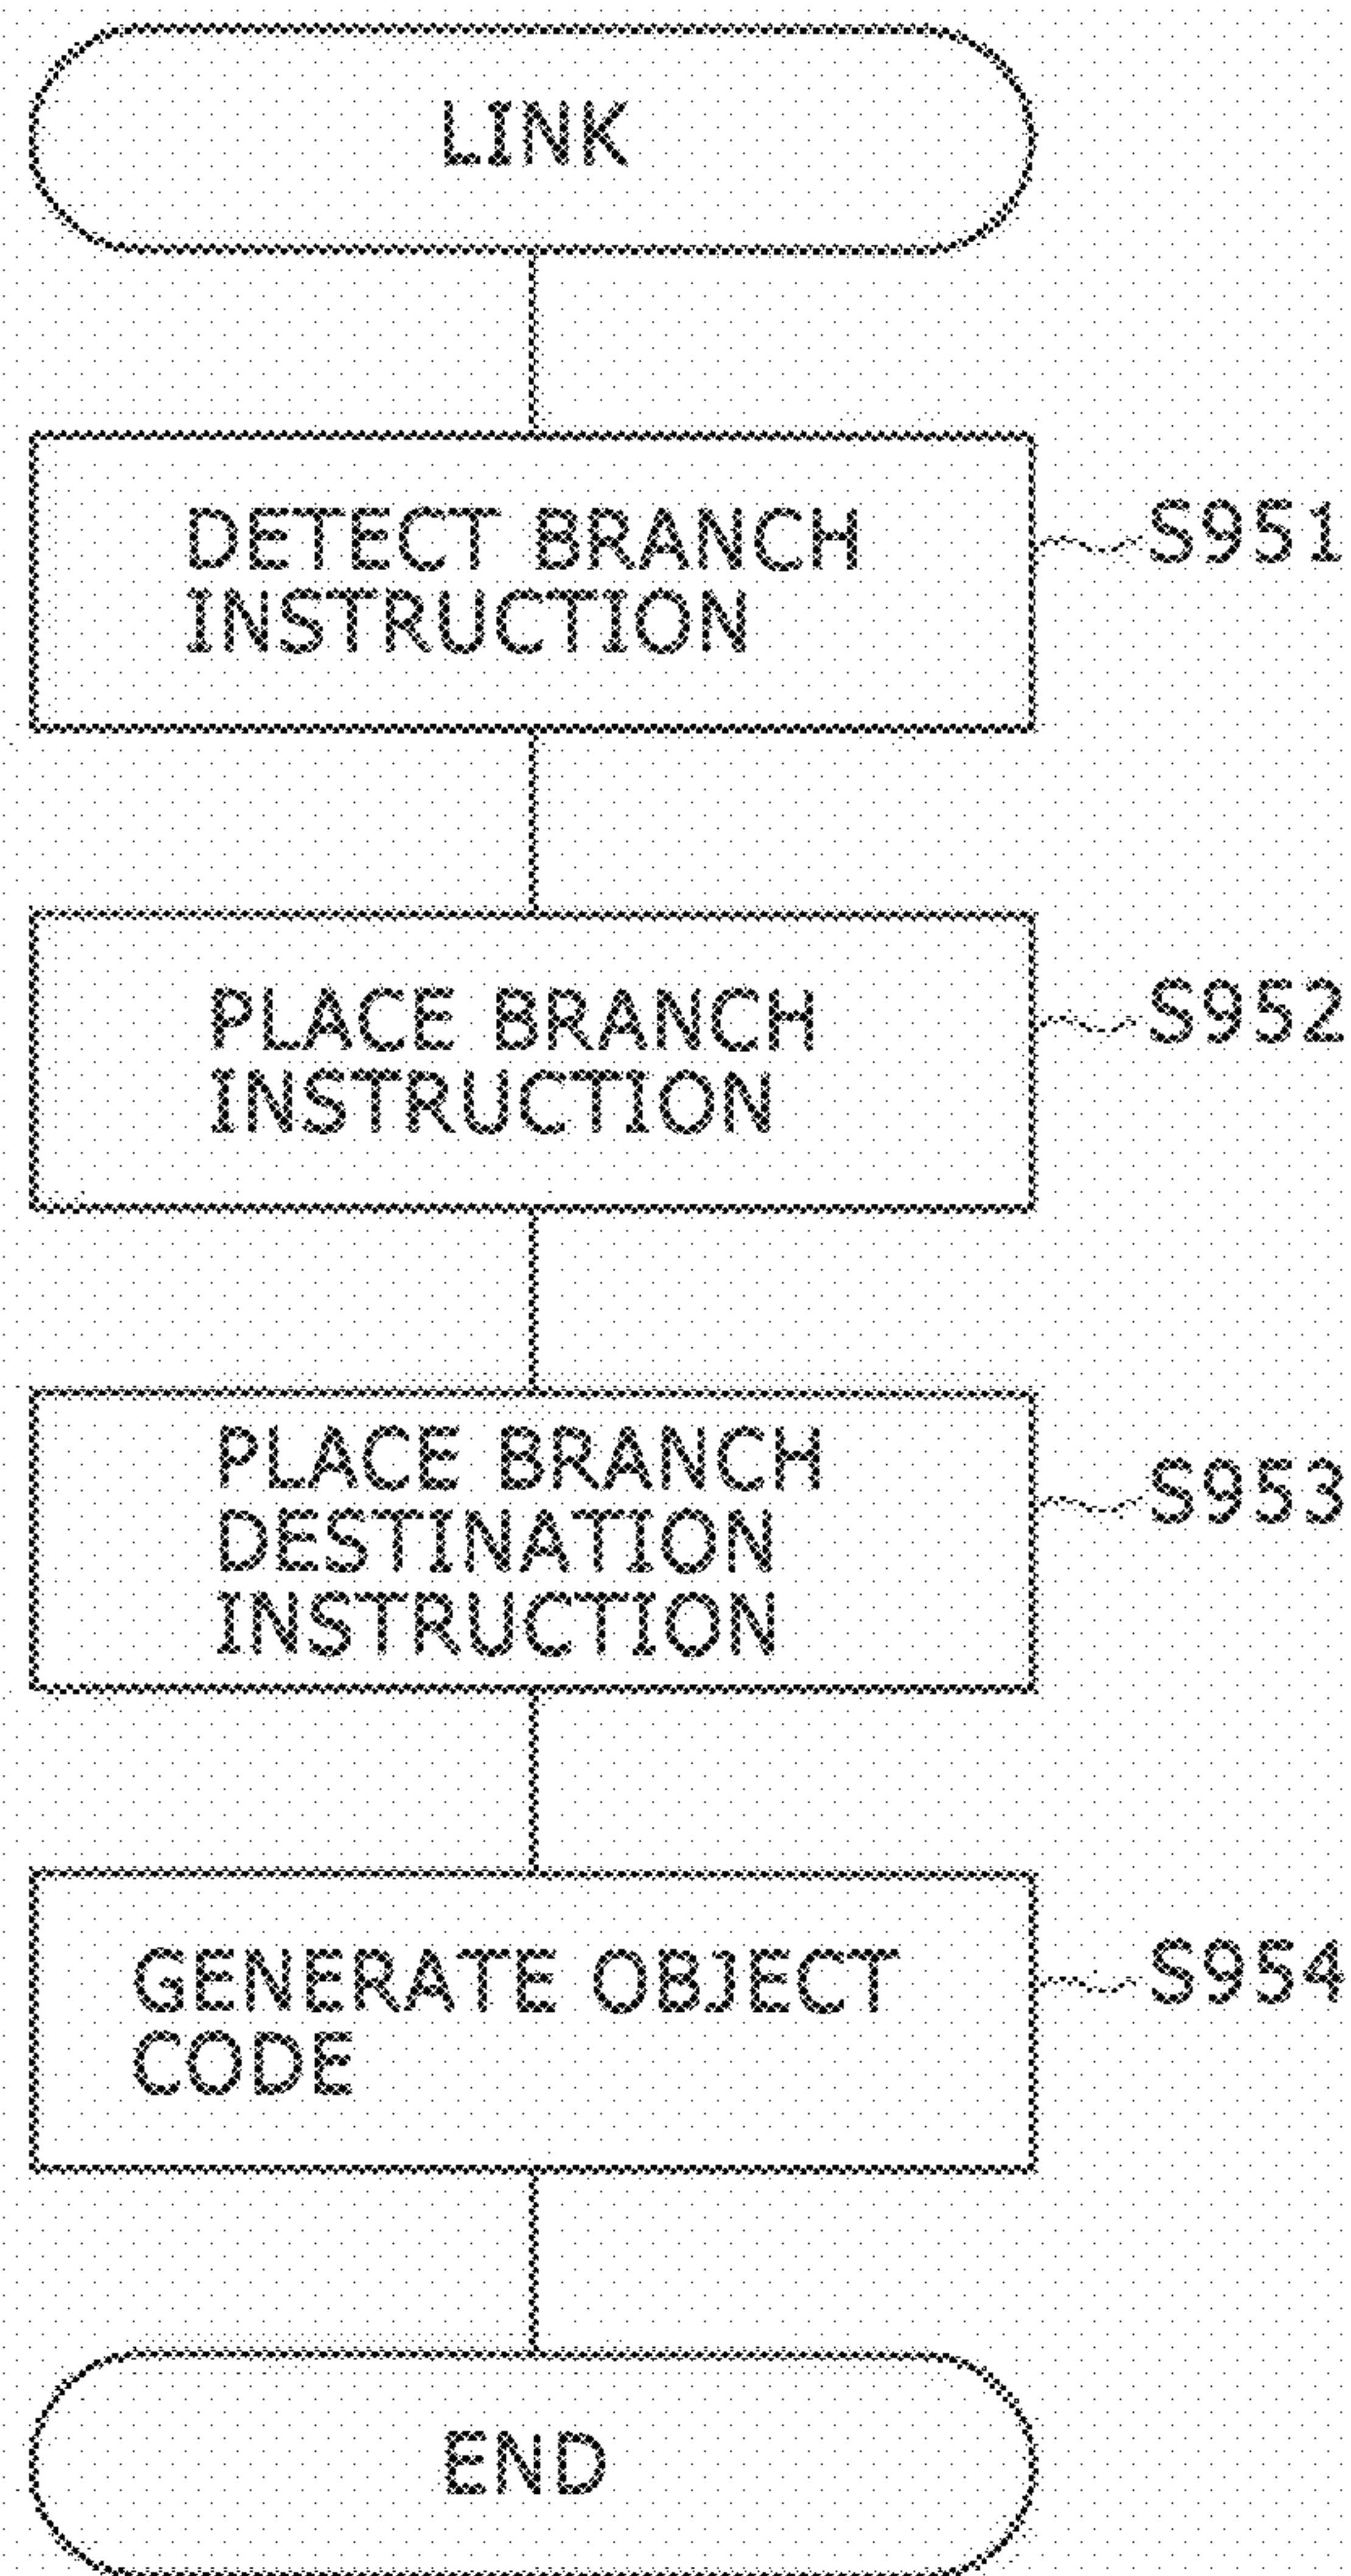 LINK
DETECT BRANCH
INSTRUCTION
S951
PLACE BRANCH
INSTRUCTION
S952
PLACE BRANCH
DESTINATION
INSTRUCTION
S953
GENERATE OBJECT
CODE
S954
END